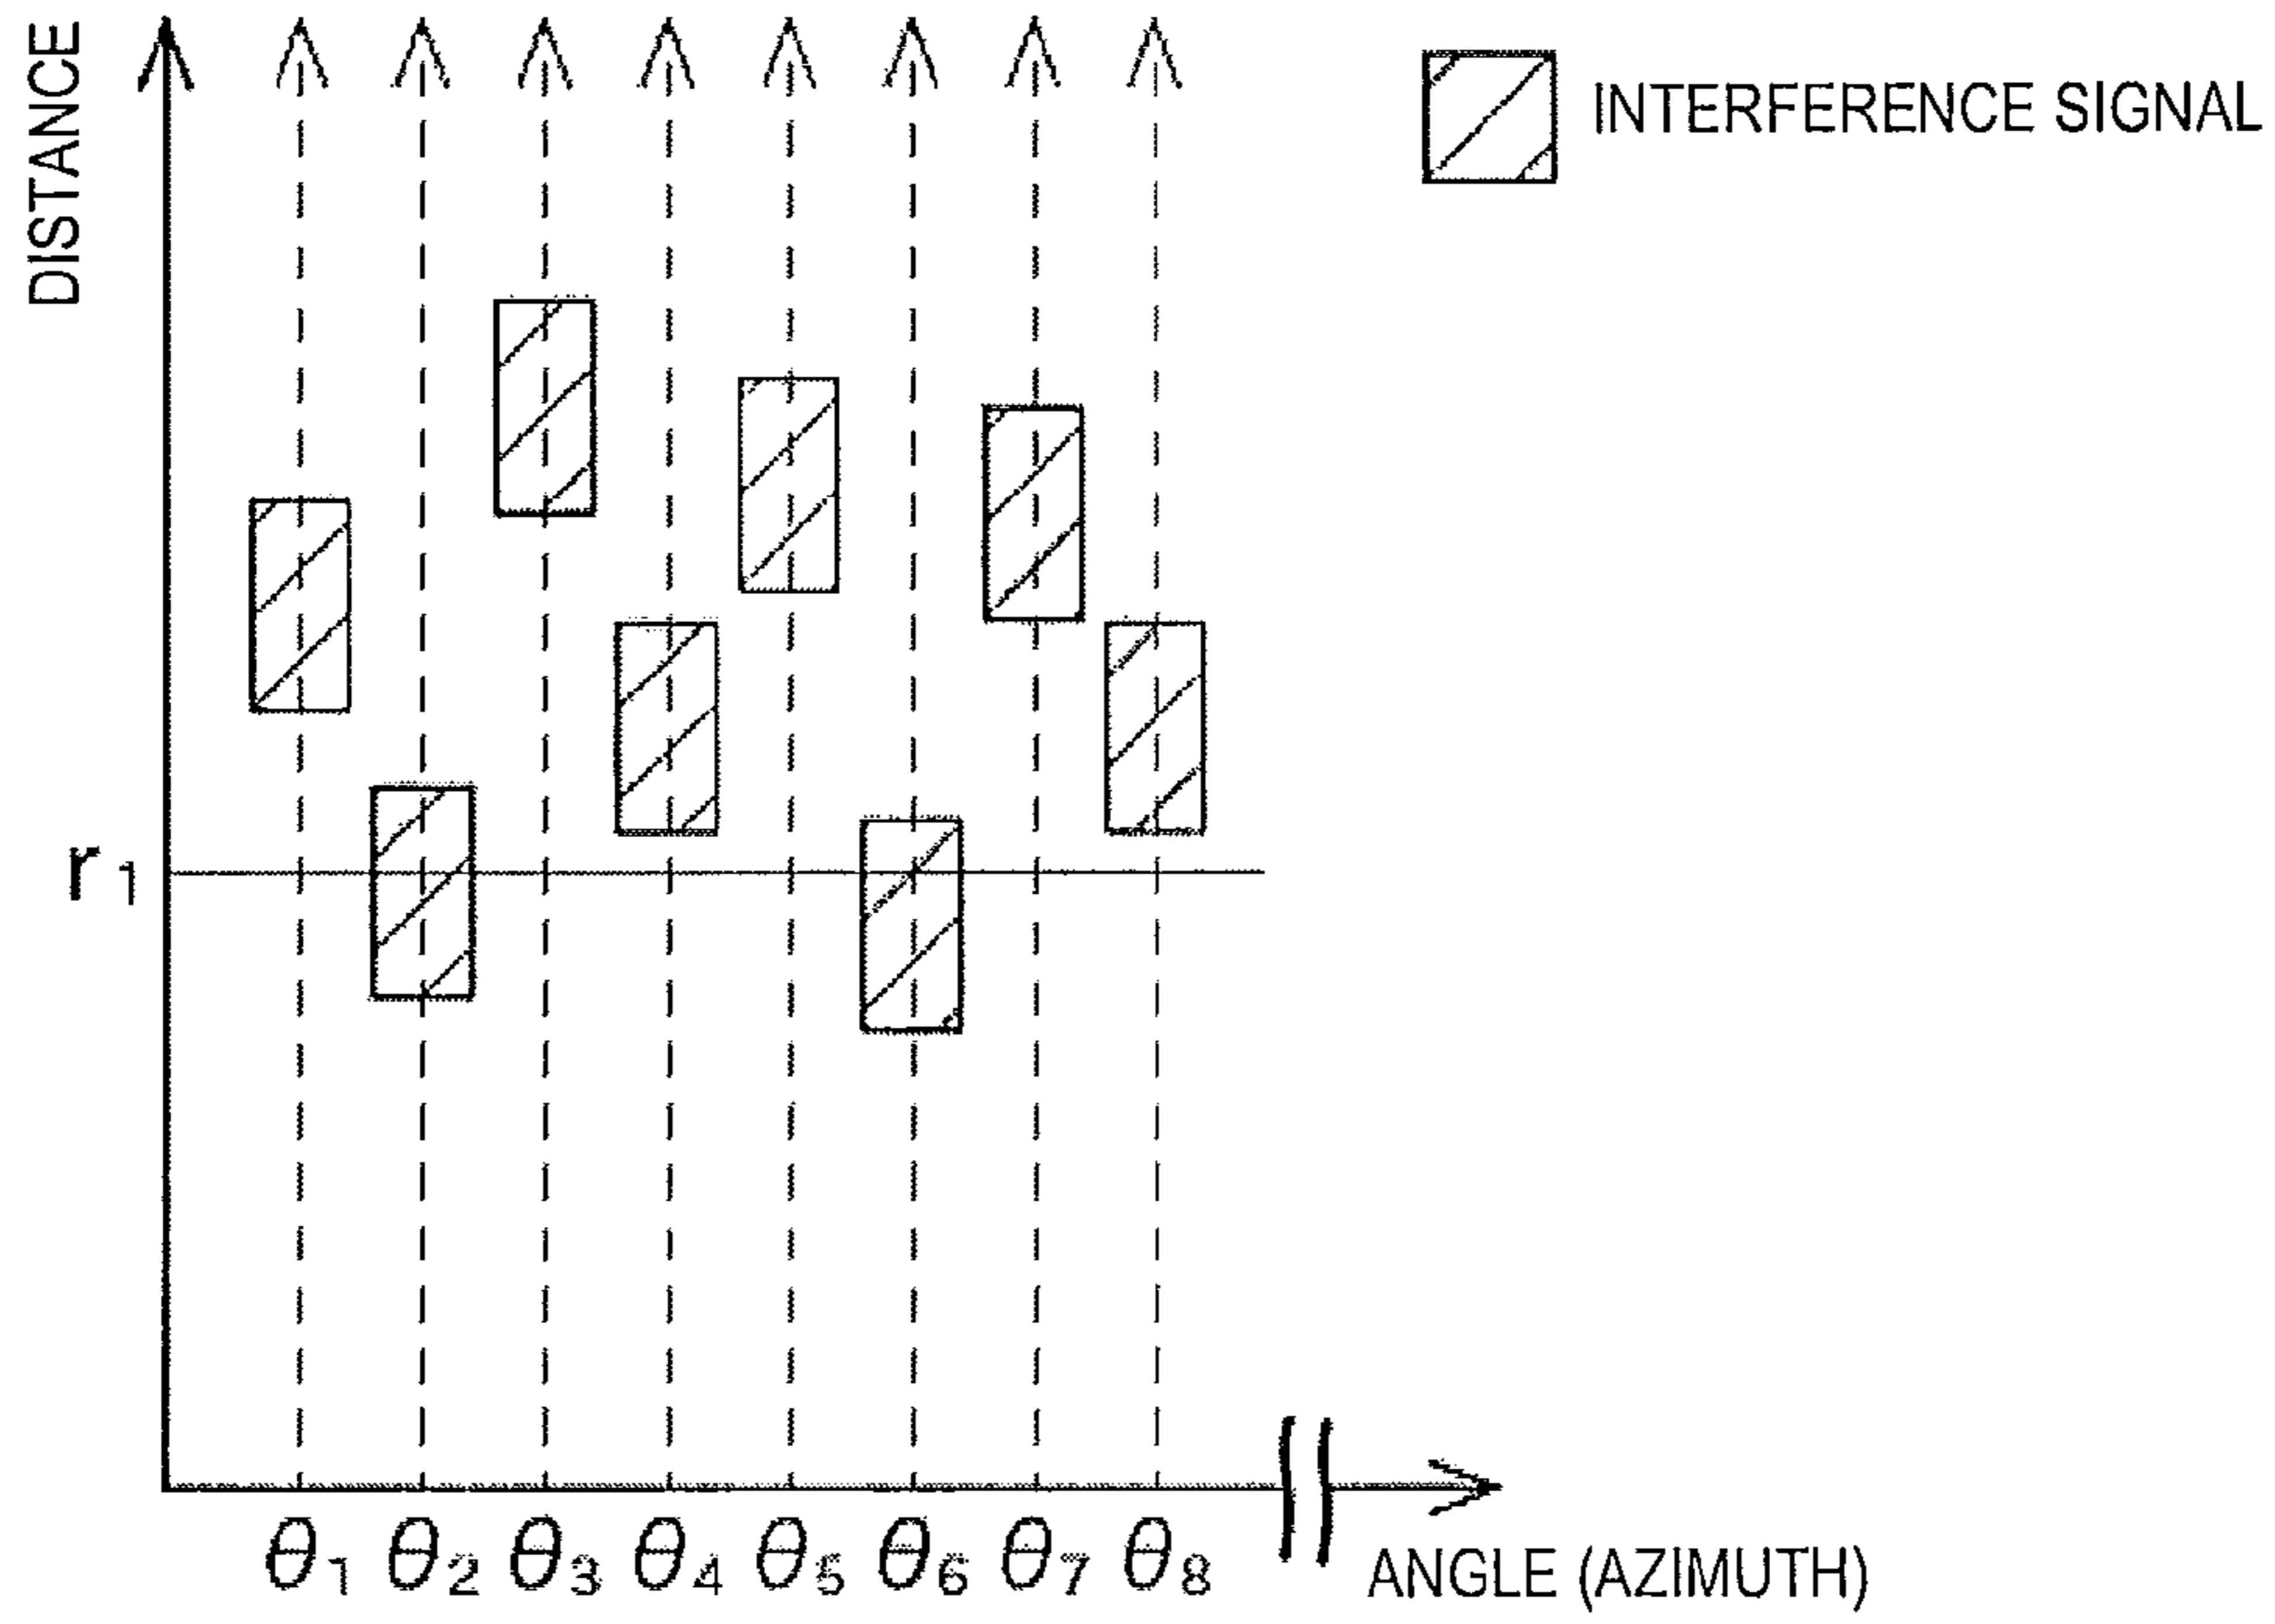 DISTANCE
INTERFERENCE SIGNAL
r1
θ1 θ2 θ3 θ4 θ5 θ6 θ7 θ8
ANGLE (AZIMUTH)